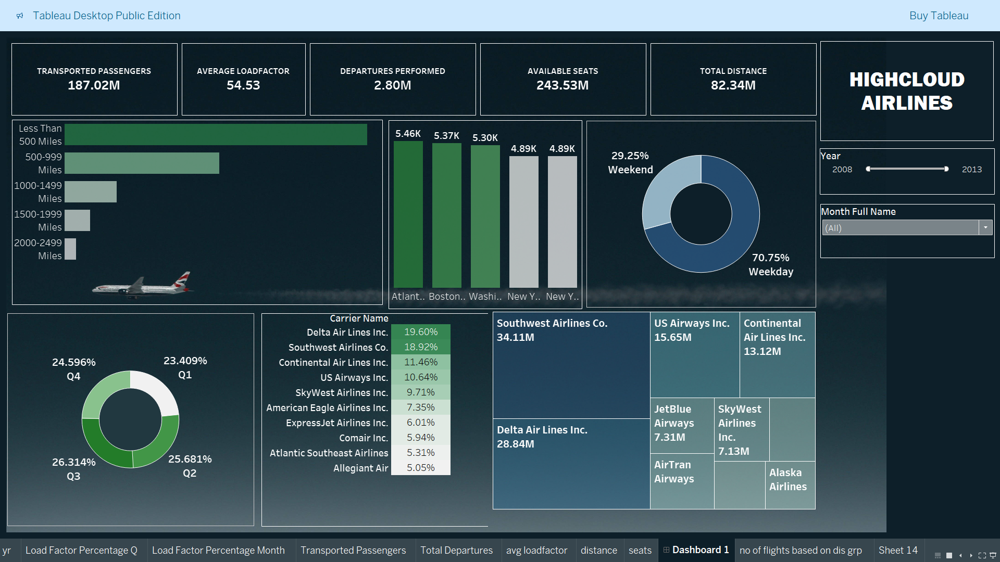 Tableau Desktop Public Edition
Buy Tableau
TRANSPORTED PASSENGERS
187.02M
AVERAGE LOADFACTOR
54.53
DEPARTURES PERFORMED
2.80M
AVAILABLE SEATS
243.53M
TOTAL DISTANCE
82.34M
HIGHCLOUD
AIRLINES
Less Than
500 Miles
500-999
Miles
1000-1499
Miles
1500-1999
Miles
2000-2499
Miles
5.46K
5.37K
5.30K
4.89K
4.89K
Atlant..
Boston..
Washi..
New Y..
New Y..
29.25%
Weekend
70.75%
Weekday
Year
2008
2013
Month Full Name
(All)
24.596%
Q4
23.409%
Q1
26.314%
Q3
25.681%
Q2
Carrier Name
Delta Air Lines Inc. 19.60%
Southwest Airlines Co. 18.92%
Continental Air Lines Inc. 11.46%
US Airways Inc. 10.64%
SkyWest Airlines Inc. 9.71%
American Eagle Airlines Inc. 7.35%
ExpressJet Airlines Inc. 6.01%
Comair Inc. 5.94%
Atlantic Southeast Airlines 5.31%
Allegiant Air 5.05%
Southwest Airlines Co.
34.11M
Delta Air Lines Inc.
28.84M
US Airways Inc.
15.65M
Continental
Air Lines Inc.
13.12M
JetBlue
Airways
7.31M
SkyWest
Airlines
Inc.
7.13M
AirTran
Airways
Alaska
Airlines
yr
Load Factor Percentage Q
Load Factor Percentage Month
Transported Passengers
Total Departures
avg loadfactor
distance
seats
Dashboard 1
no of flights based on dis grp
Sheet 14